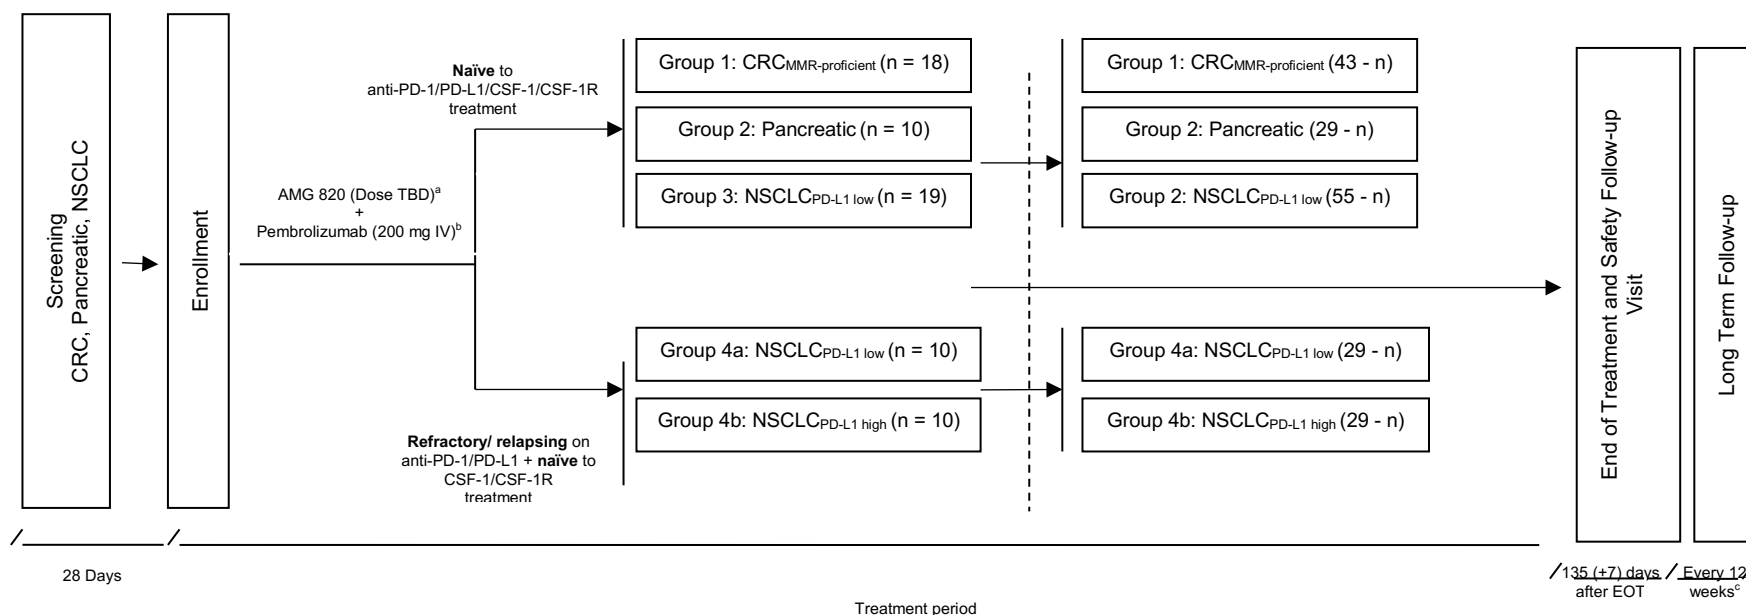 Screening
CRC, Pancreatic, NSCLC
Enrollment
AMG 820 (Dose TBD)a
+
Pembrolizumab (200 mg IV)b
Naïve to
anti-PD-1/PD-L1/CSF-1/CSF-1R
treatment
Group 1: CRCMMR-proficient (n = 18)
Group 2: Pancreatic (n = 10)
Group 3: NSCLCPD-L1 low (n = 19)
Group 1: CRCMMR-proficient (43 - n)
Group 2: Pancreatic (29 - n)
Group 2: NSCLCPD-L1 low (55 - n)
Refractory/ relapsing on
anti-PD-1/PD-L1 + naïve to
CSF-1/CSF-1R
treatment
Group 4a: NSCLCPD-L1 low (n = 10)
Group 4b: NSCLCPD-L1 high (n = 10)
Group 4a: NSCLCPD-L1 low (29 - n)
Group 4b: NSCLCPD-L1 high (29 - n)
End of Treatment and Safety Follow-up
Visit
Long Term Follow-up
28 Days
Treatment period
135 (+7) days
after EOT
Every 12
weeksc